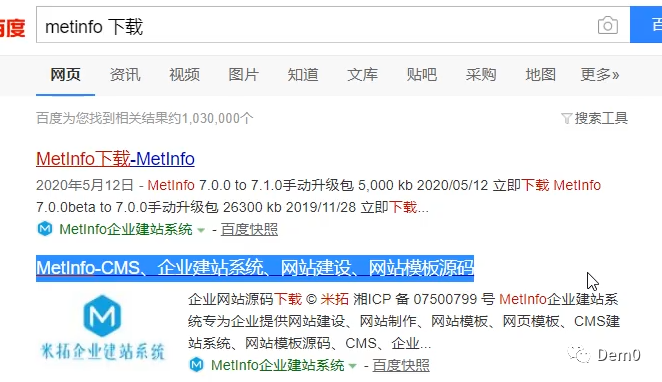 百度
metinfo 下载
百
网页 资讯 视频 图片 知道 文库 贴吧 采购 地图 更多»
百度为您找到相关结果约1,030,000个 搜索工具
MetInfo下载-MetInfo
2020年5月12日 - MetInfo 7.0.0 to 7.1.0手动升级包 5,000 kb 2020/05/12 立即下载 MetInfo
7.0.0beta to 7.0.0手动升级包 26300 kb 2019/11/28 立即下载...
MetInfo企业建站系统 - 百度快照
MetInfo-CMS、企业建站系统、网站建设、网站模板源码
企业网站源码下载 © 米拓 湘ICP 备 07500799 号 MetInfo企业建站系
统专为企业提供网站建设、网站制作、网站模板、网页模板、CMS建
站系统、网站模板源码、CMS、企业...
米拓企业建站系统
MetInfo企业建站系统 - 百度快照
Dem0